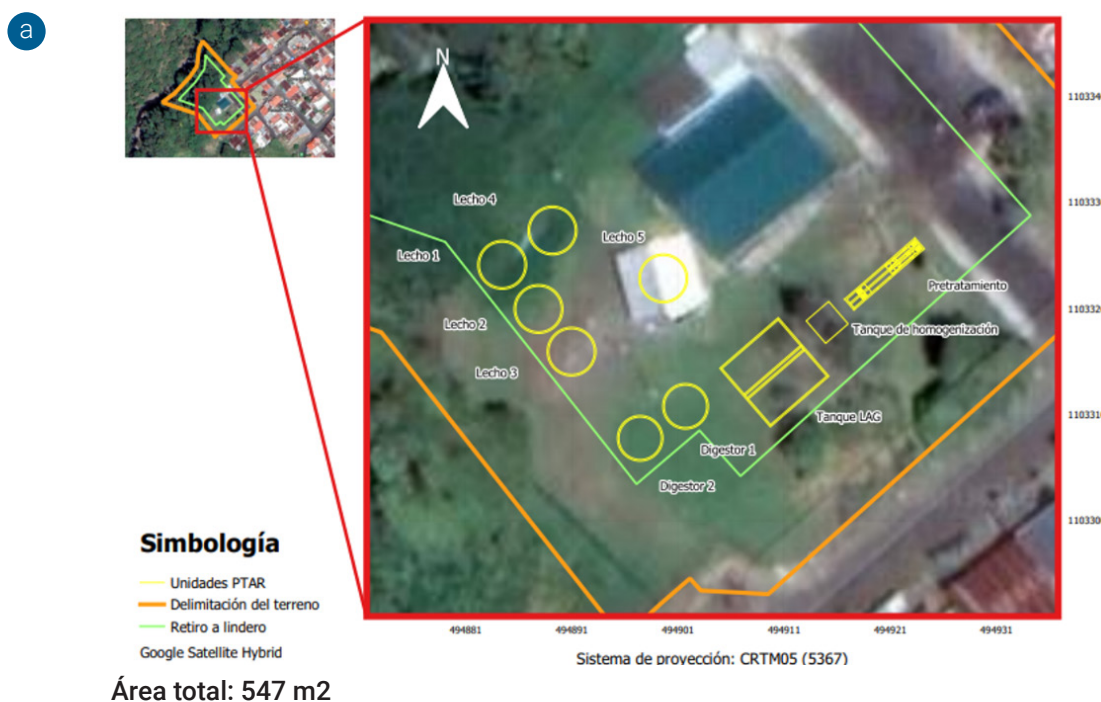 a
N
Lecho 4
Lecho 5
Lecho 1
Pretratamiento
Lecho 2
Tanque de homogenización
Lecho 3
Tanque LAG
Digestor 1
Digestor 2
110334
110333
110332
110331
110330
494881 494891 494901 494911 494921 494931
Simbología
Unidades PTAR
Delimitación del terreno
Retiro a lindero
Google Satellite Hybrid
Sistema de proyección: CRTM05 (5367)
Área total: 547 m2